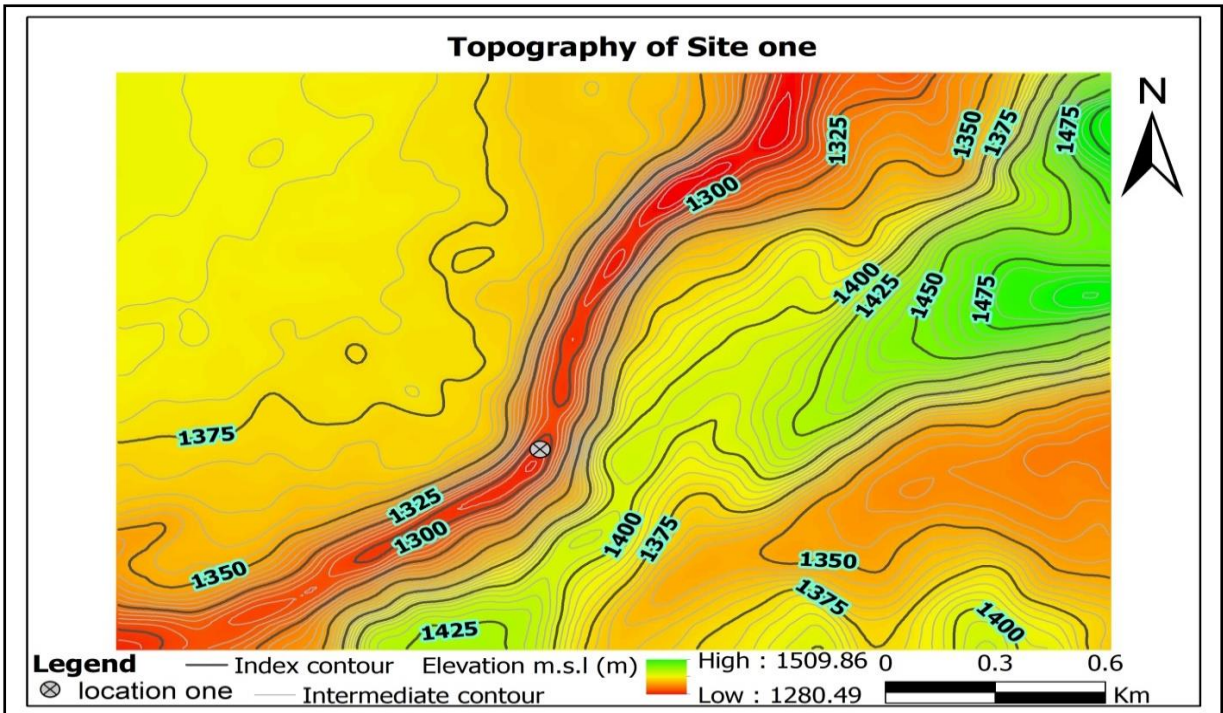 Topography of Site one
N
1475
1350
1375
1325
1300
1400
1425
1450
1475
1375
1325
1300
1400
1375
1350
1350
1375
1400
1425
Legend
Index contour
Elevation m.s.l (m)
High : 1509.86
Low : 1280.49
0 0.3 0.6
Km
location one
Intermediate contour